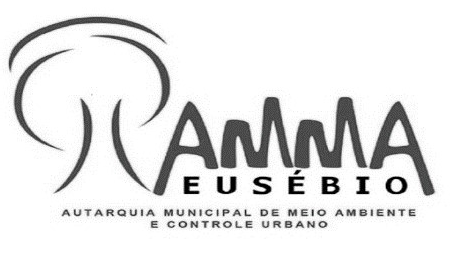 AMMA
EUSÉBIO
AUTARQUIA MUNICIPAL DE MEIO AMBIENTE
E CONTROLE URBANO